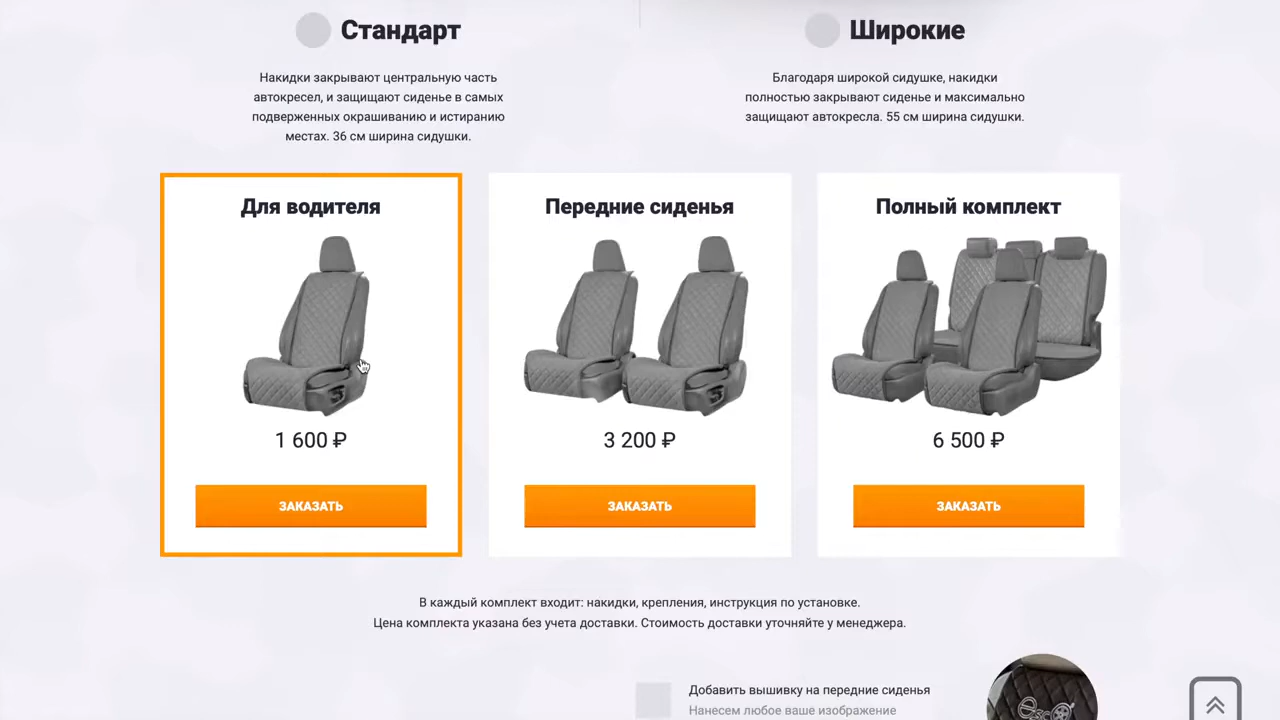 Стандарт
Накидки закрывают центральную часть
автокресел, и защищают сиденье в самых
подверженных окрашиванию и истиранию
местах. 36 см ширина сидушки.
Широкие
Благодаря широкой сидушке, накидки
полностью закрывают сиденье и максимально
защищают автокресла. 55 см ширина сидушки.
Для водителя
1 600 ₽
ЗАКАЗАТЬ
Передние сиденья
3 200 ₽
ЗАКАЗАТЬ
Полный комплект
6 500 ₽
ЗАКАЗАТЬ
В каждый комплект входит: накидки, крепления, инструкция по установке.
Цена комплекта указана без учета доставки. Стоимость доставки уточняйте у менеджера.
Добавить вышивку на передние сиденья
Нанесем любое ваше изображение